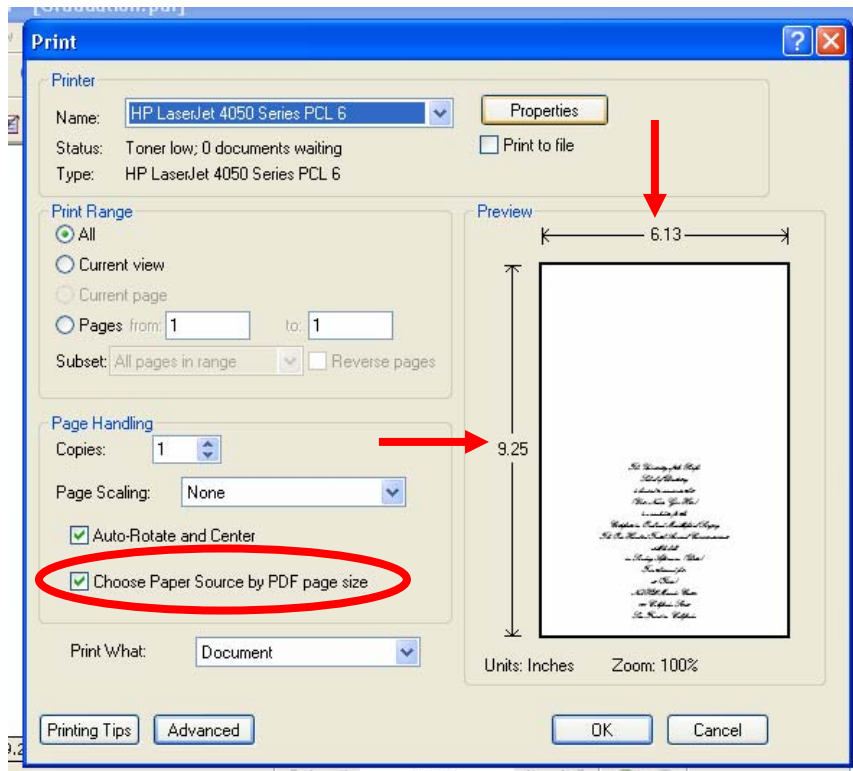 [Graduation.pdf]
Print
Printer
Name: HP LaserJet 4050 Series PCL 6
Properties
Status: Toner low; 0 documents waiting
Print to file
Type: HP LaserJet 4050 Series PCL 6
Print Range
All
Current view
Current page
Pages from: 1 to: 1
Subset: All pages in range
Reverse pages
Page Handling
Copies: 1
Page Scaling: None
Auto-Rotate and Center
Choose Paper Source by PDF page size
Print What: Document
Preview
6.13
9.25
Units: Inches Zoom: 100%
Printing Tips
Advanced
OK
Cancel